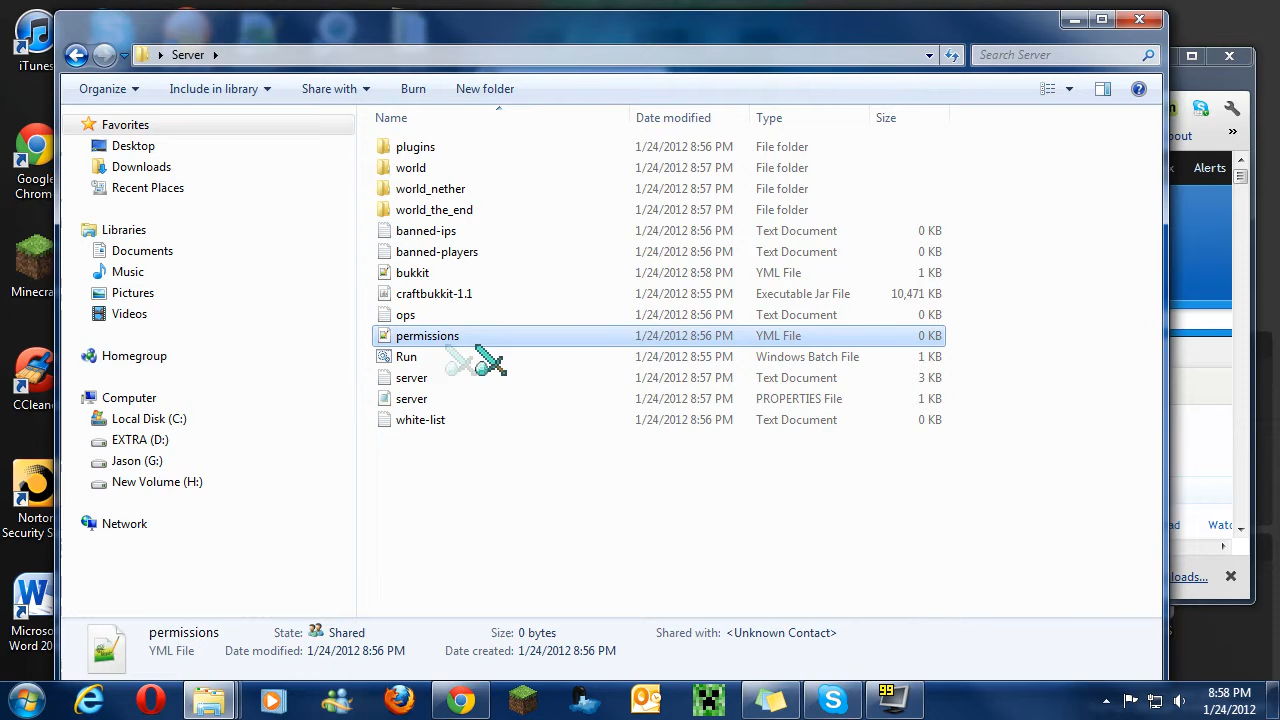 iTunes
Google
Chrom
Minecra
CCleane
Norton
Security S
Microso
Word 20
Server
Search Server
Organize
Include in library
Share with
Burn
New folder
Name
Date modified
Type
Size
Favorites
Desktop
Downloads
Recent Places
Libraries
Documents
Music
Pictures
Videos
Homegroup
Computer
Local Disk (C:)
EXTRA (D:)
Jason (G:)
New Volume (H:)
Network
plugins 1/24/2012 8:56 PM File folder
world 1/24/2012 8:57 PM File folder
world_nether 1/24/2012 8:57 PM File folder
world_the_end 1/24/2012 8:57 PM File folder
banned-ips 1/24/2012 8:56 PM Text Document 0 KB
banned-players 1/24/2012 8:56 PM Text Document 0 KB
bukkit 1/24/2012 8:58 PM YML File 1 KB
craftbukkit-1.1 1/24/2012 8:55 PM Executable Jar File 10,471 KB
ops 1/24/2012 8:56 PM Text Document 0 KB
permissions 1/24/2012 8:56 PM YML File 0 KB
Run 1/24/2012 8:55 PM Windows Batch File 1 KB
server 1/24/2012 8:57 PM Text Document 3 KB
server 1/24/2012 8:57 PM PROPERTIES File 1 KB
white-list 1/24/2012 8:56 PM Text Document 0 KB
permissions State: Shared Size: 0 bytes Shared with: <Unknown Contact>
YML File Date modified: 1/24/2012 8:56 PM Date created: 1/24/2012 8:56 PM
bout
Alerts
Watc
loads...
99
8:58 PM
1/24/2012